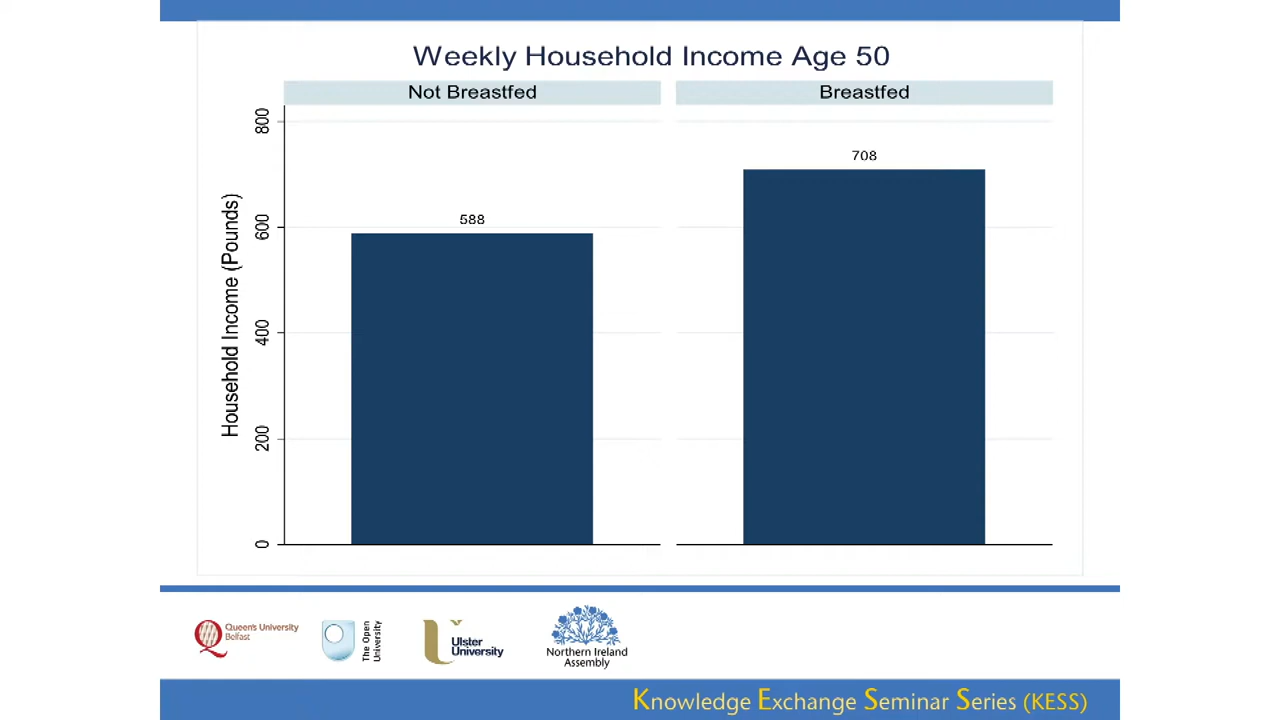 Weekly Household Income Age 50
Not Breastfed
Breastfed
Household Income (Pounds)
800
600
400
200
0
588
708
Queen's University
Belfast
The Open
University
Ulster
University
Northern Ireland
Assembly
Knowledge Exchange Seminar Series (KESS)